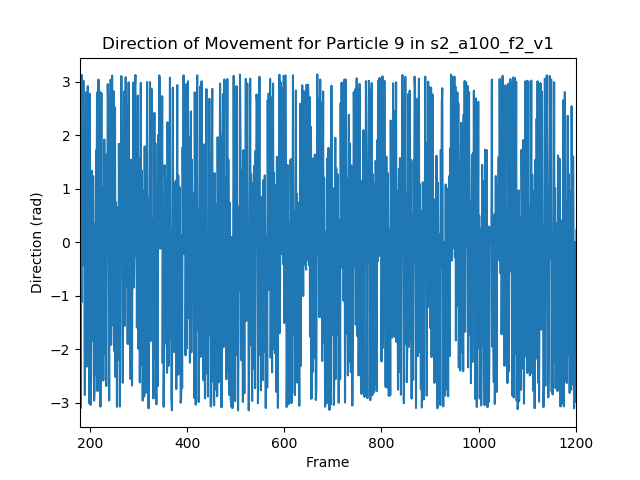 Direction of Movement for Particle 9 in s2_a100_f2_v1
Direction (rad)
3
2
1
0
−1
−2
−3
200 400 600 800 1000 1200
Frame